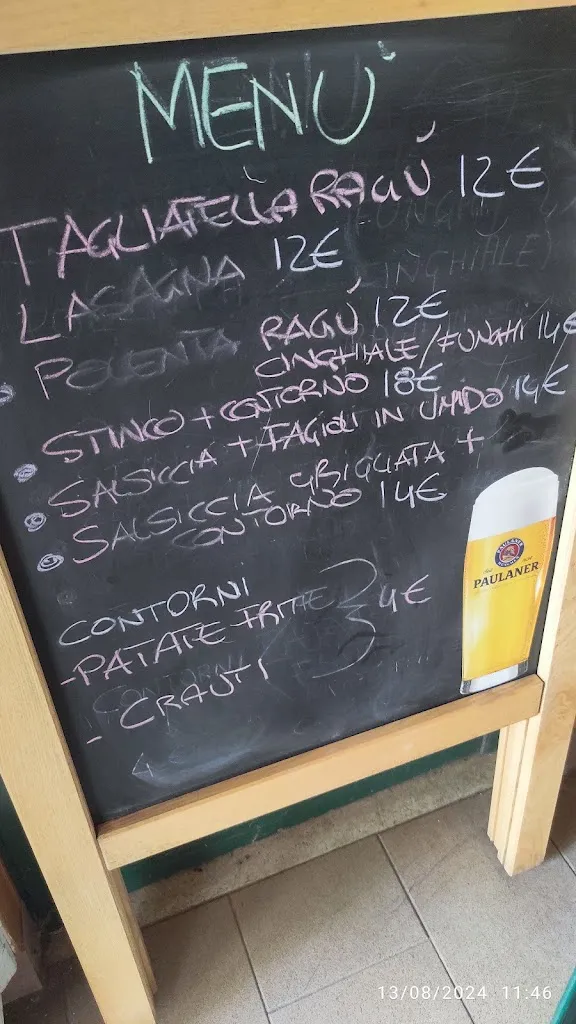 MENÙ
TAGLIATELLA RAGÙ 12€
LASAGNA 12€
POLENTA RAGÙ 12€
CINGHIALE/FUNGHI 14€
STINCO + CONTORNO 18€
SALSICCIA + FAGIOLI IN UMIDO 14€
SALSICCIA GRIGLIATA +
CONTORNO 14€
CONTORNI
-PATATE FRITTE 4€
- CRAUTI
PAULANER
13/08/2024 11:46